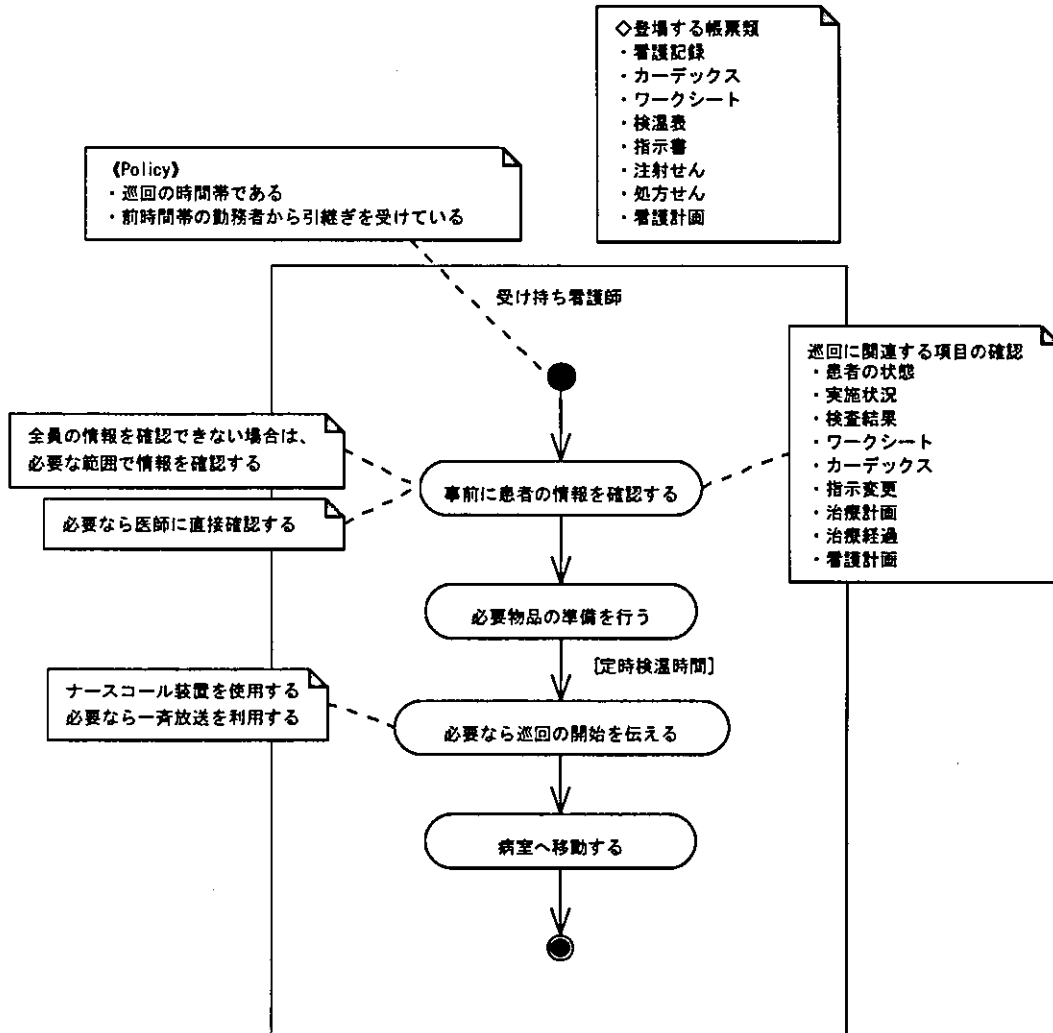 ◇登場する帳票類
・看護記録
・カーデックス
・ワークシート
・検温表
・指示書
・注射せん
・処方せん
・看護計画
《Policy》
・巡回の時間帯である
・前時間帯の勤務者から引継ぎを受けている
受け持ち看護師
巡回に関連する項目の確認
・患者の状態
・実施状況
・検査結果
・ワークシート
・カーデックス
・指示変更
・治療計画
・治療経過
・看護計画
全員の情報を確認できない場合は、
必要な範囲で情報を確認する
事前に患者の情報を確認する
必要なら医師に直接確認する
必要物品の準備を行う
[定時検温時間]
ナースコール装置を使用する
必要なら一斉放送を利用する
必要なら巡回の開始を伝える
病室へ移動する